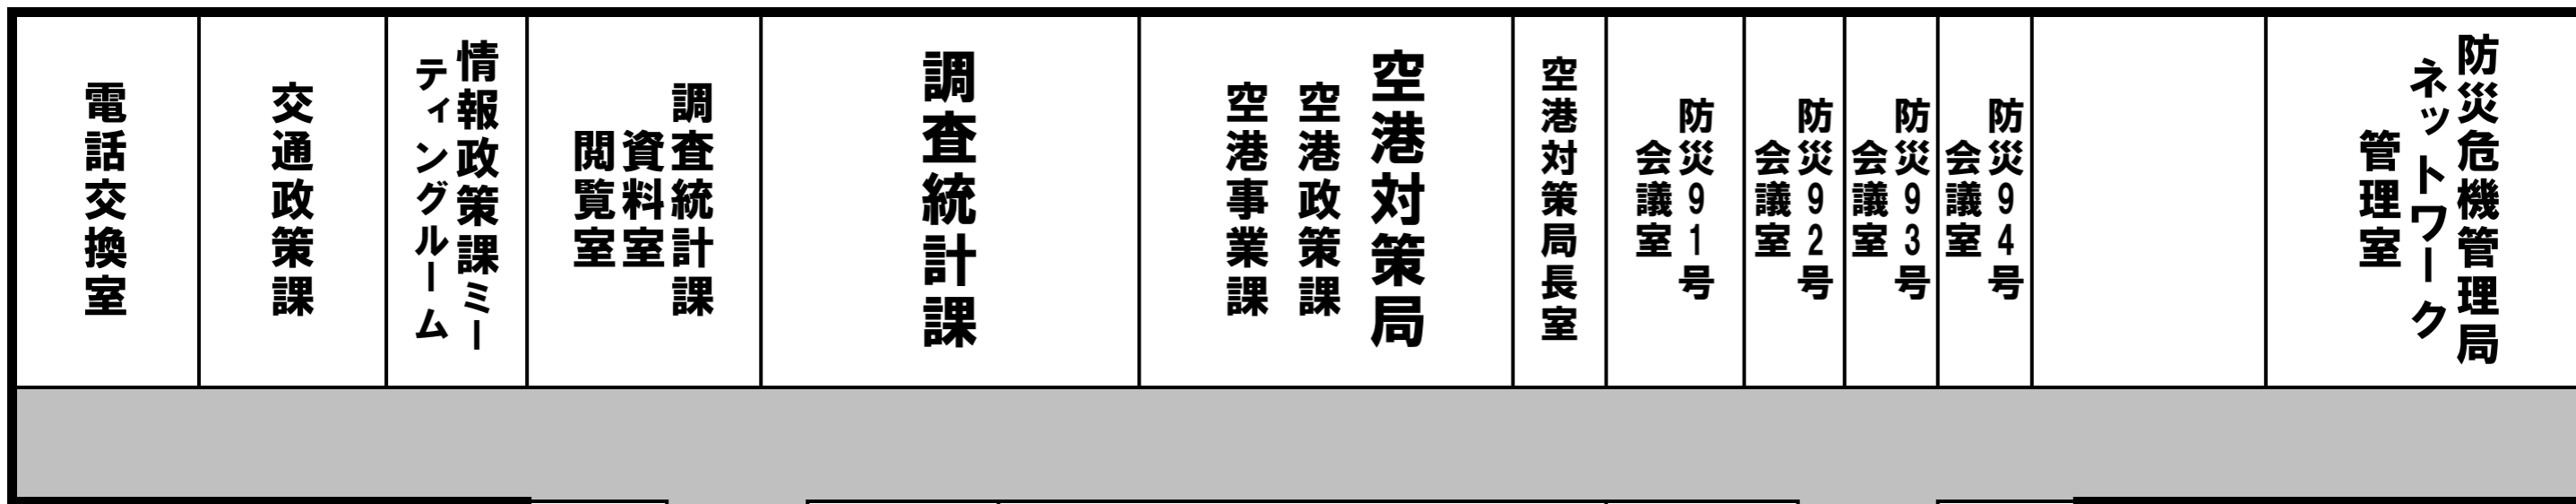 電話交換室
交通政策課
情報政策課ミー
ティングルーム
調査統計課
資料室
閲覧室
調査統計課
空港対策局
空港政策課
空港事業課
空港対策局長室
防災91号
会議室
防災92号
会議室
防災93号
会議室
防災94号
会議室
防災危機管理局
ネットワーク
管理室